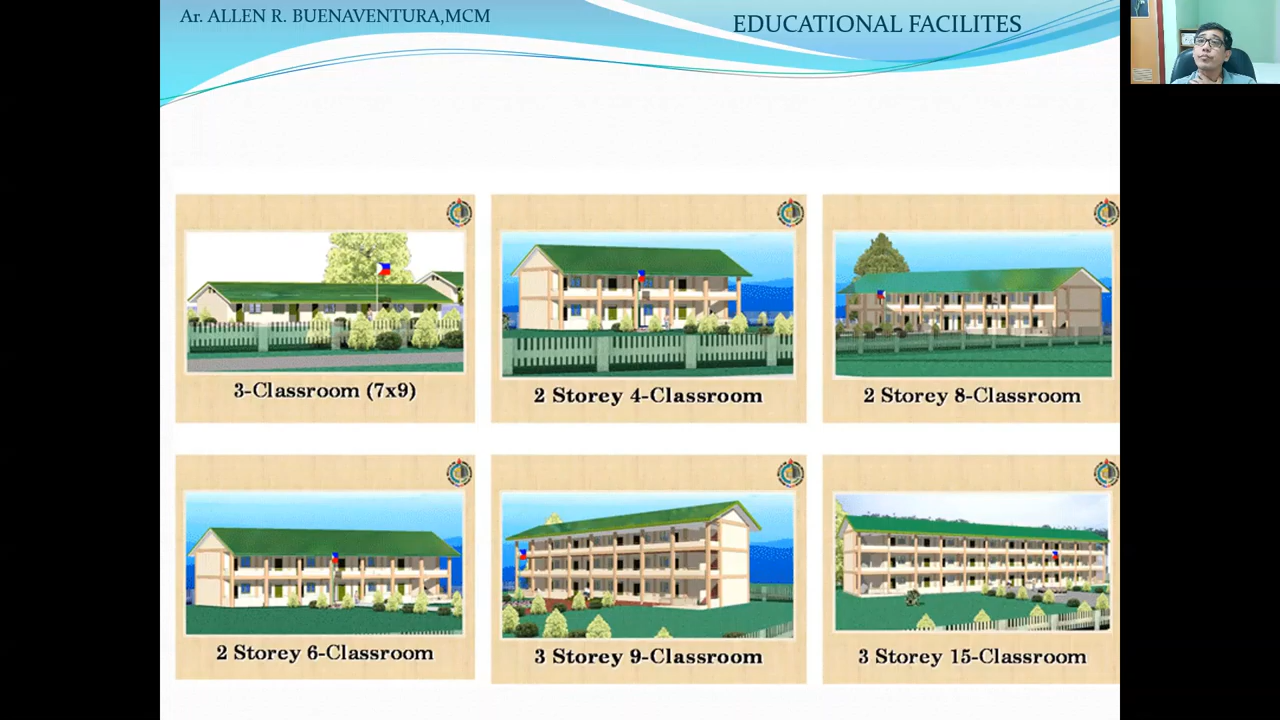 Ar. ALLEN R. BUENAVENTURA,MCM
EDUCATIONAL FACILITES
3-Classroom (7x9)
2 Storey 4-Classroom
2 Storey 8-Classroom
2 Storey 6-Classroom
3 Storey 9-Classroom
3 Storey 15-Classroom